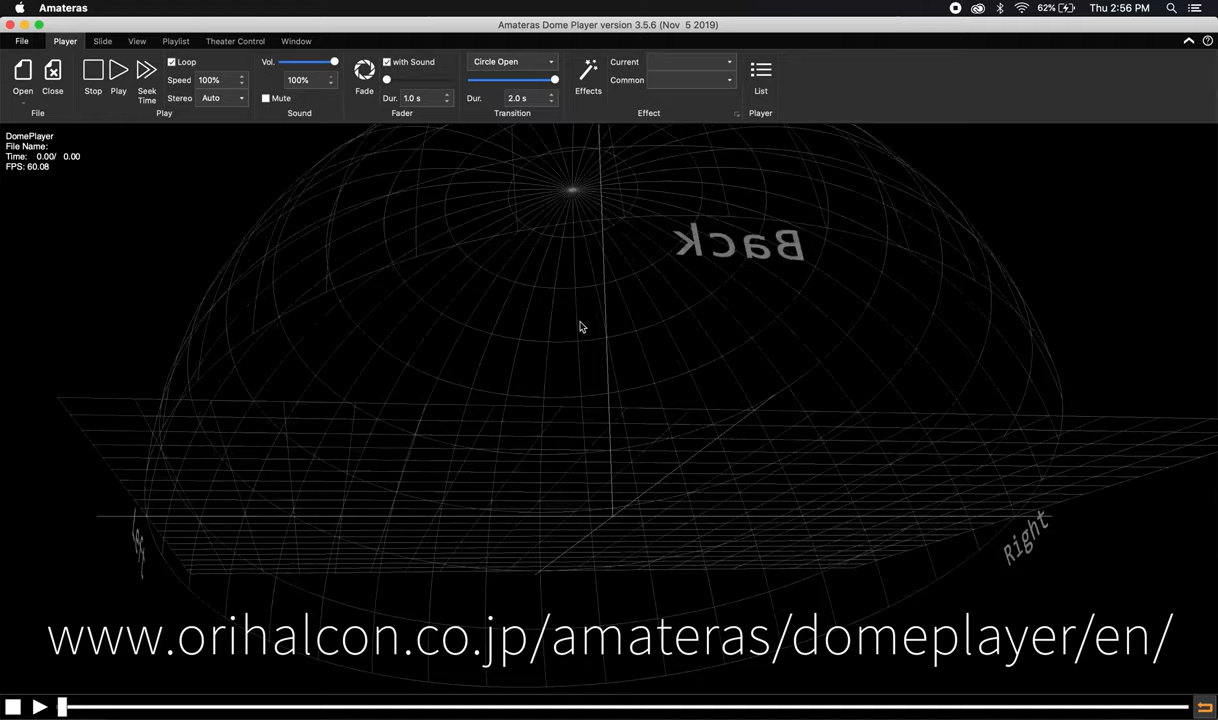 Amateras
62%
Thu 2:56 PM
Amateras Dome Player version 3.5.6 (Nov 5 2019)
File
Player
Slide
View
Playlist
Theater Control
Window
Open
Close
File
Stop
Play
Seek
Time
Loop
Speed 100%
Stereo Auto
Play
Vol.
100%
Mute
Sound
Fade
with Sound
Dur. 1.0 s
Fader
Circle Open
Dur. 2.0 s
Transition
Effects
Current
Common
Effect
List
Player
DomePlayer
File Name:
Time: 0.00/ 0.00
FPS: 60.08
Back
Right
www.orihalcon.co.jp/amateras/domeplayer/en/